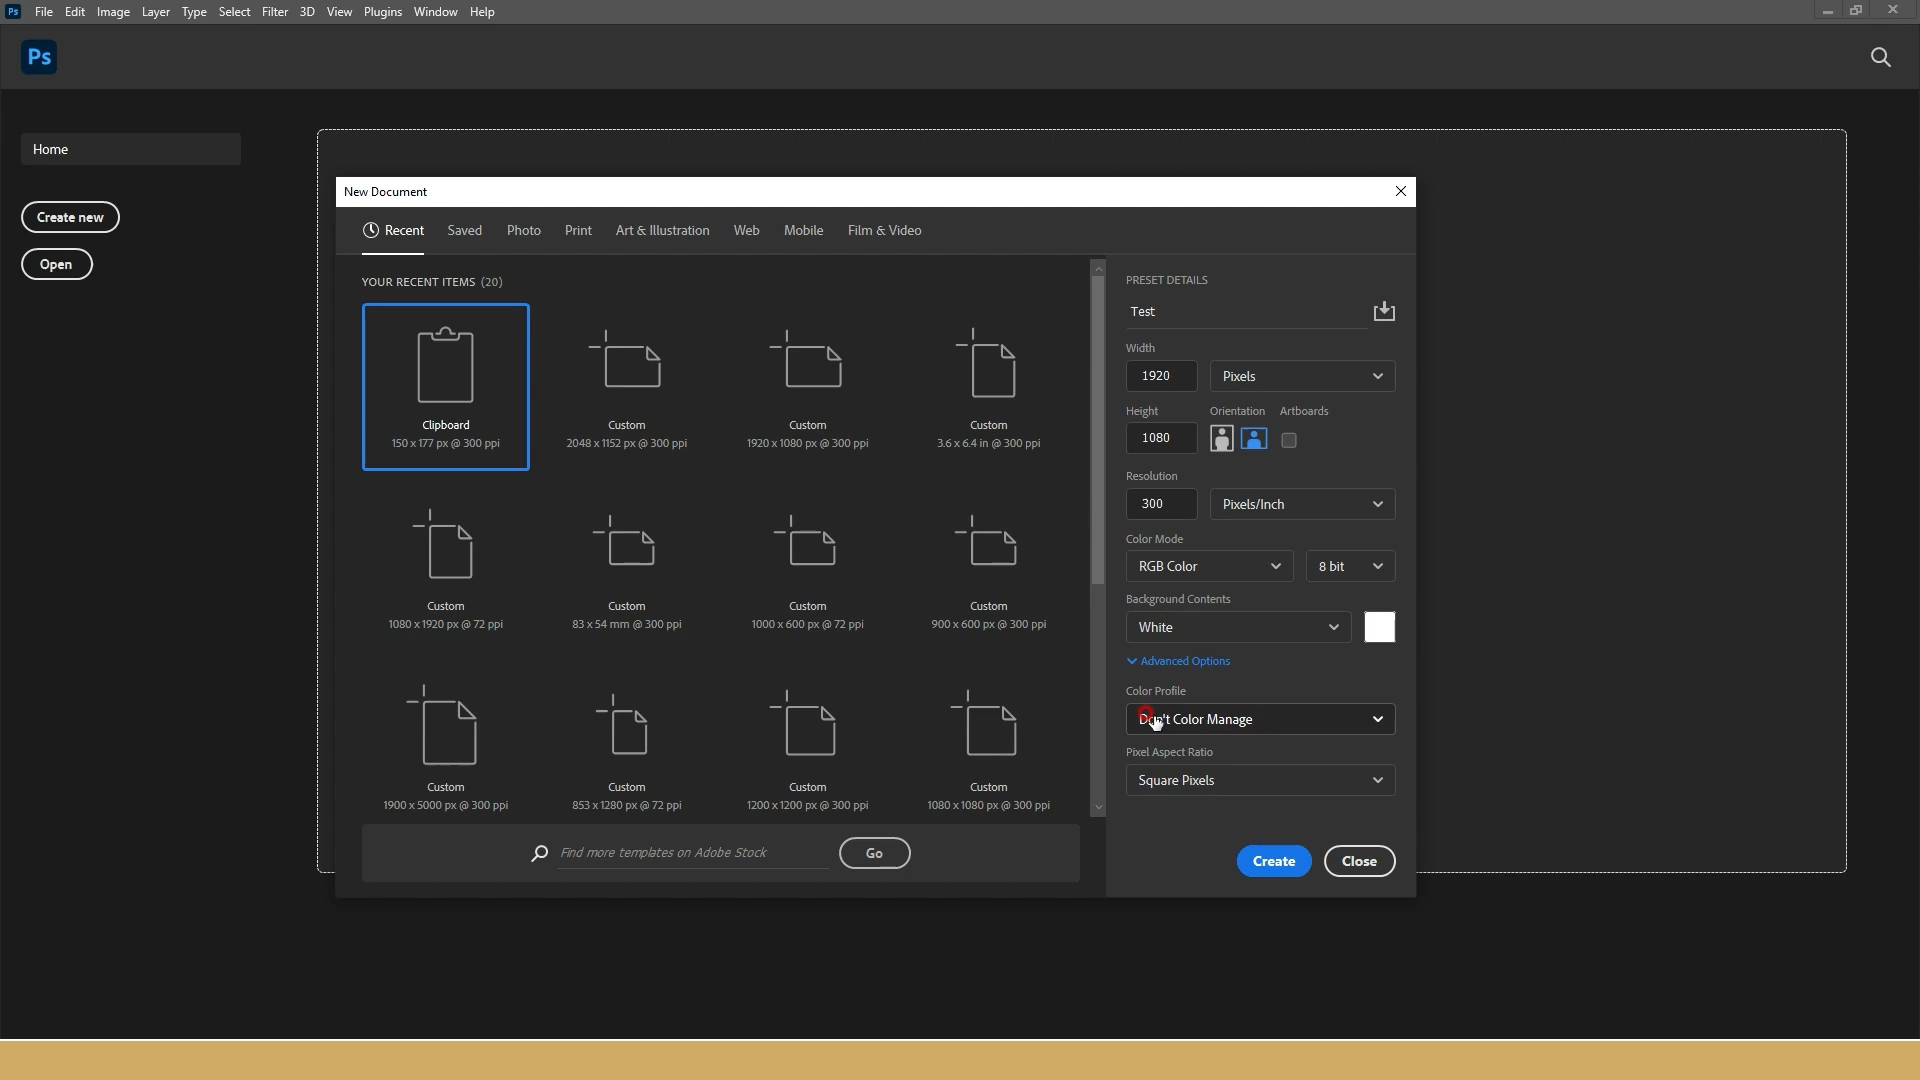 Ps File Edit Image Layer Type Select Filter 3D View Plugins Window Help
Ps
Home
Create new
Open
New Document
Recent Saved Photo Print Art & Illustration Web Mobile Film & Video
YOUR RECENT ITEMS (20)
Clipboard
150 x 177 px @ 300 ppi
Custom
2048 x 1152 px @ 300 ppi
Custom
1920 x 1080 px @ 300 ppi
Custom
3.6 x 6.4 in @ 300 ppi
Custom
1080 x 1920 px @ 72 ppi
Custom
83 x 54 mm @ 300 ppi
Custom
1000 x 600 px @ 72 ppi
Custom
900 x 600 px @ 300 ppi
Custom
1900 x 5000 px @ 300 ppi
Custom
853 x 1280 px @ 72 ppi
Custom
1200 x 1200 px @ 300 ppi
Custom
1080 x 1080 px @ 300 ppi
Find more templates on Adobe Stock Go
PRESET DETAILS
Test
Width
1920 Pixels
Height Orientation Artboards
1080
Resolution
300 Pixels/Inch
Color Mode
RGB Color 8 bit
Background Contents
White
Advanced Options
Color Profile
Don't Color Manage
Pixel Aspect Ratio
Square Pixels
Create Close